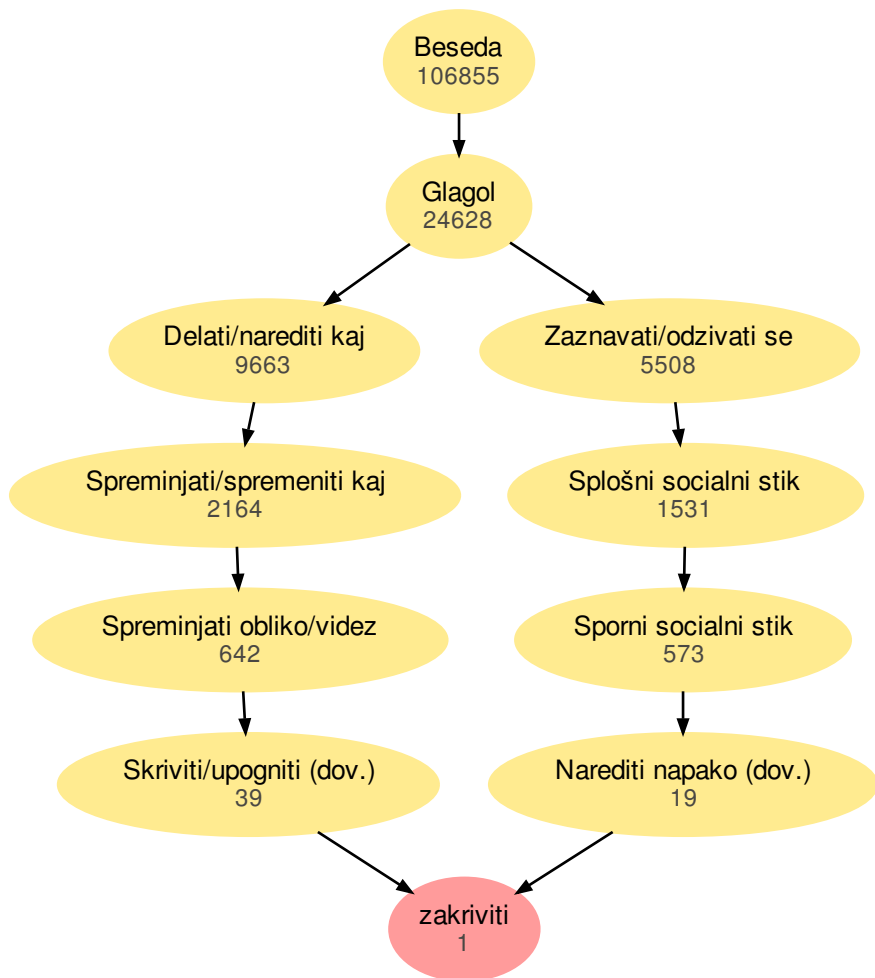 Beseda
106855
Glagol
24628
Delati/narediti kaj
9663
Zaznavati/odzivati se
5508
Spreminjati/spremeniti kaj
2164
Splošni socialni stik
1531
Spreminjati obliko/videz
642
Sporni socialni stik
573
Skriviti/upogniti (dov.)
39
Narediti napako (dov.)
19
zakriviti
1